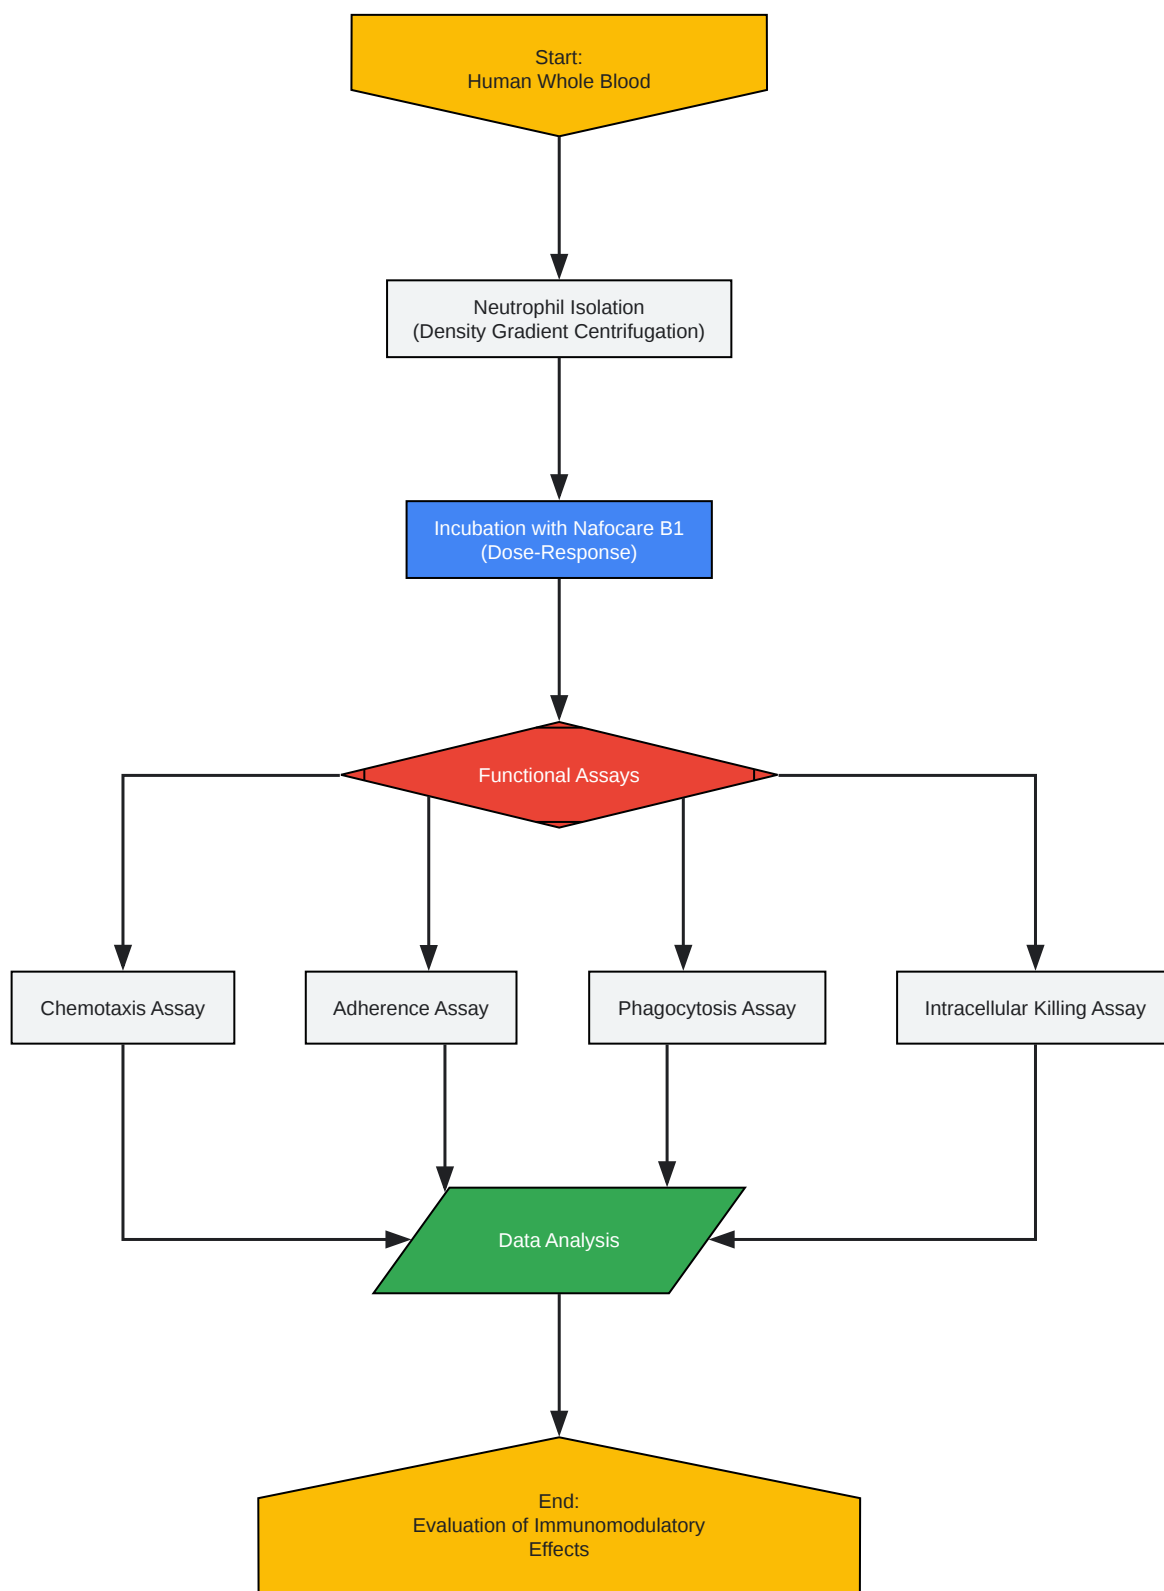 Start:
Human Whole Blood
Neutrophil Isolation
(Density Gradient Centrifugation)
Incubation with Nafocare B1
(Dose-Response)
Functional Assays
Chemotaxis Assay
Adherence Assay
Phagocytosis Assay
Intracellular Killing Assay
Data Analysis
End:
Evaluation of Immunomodulatory
Effects